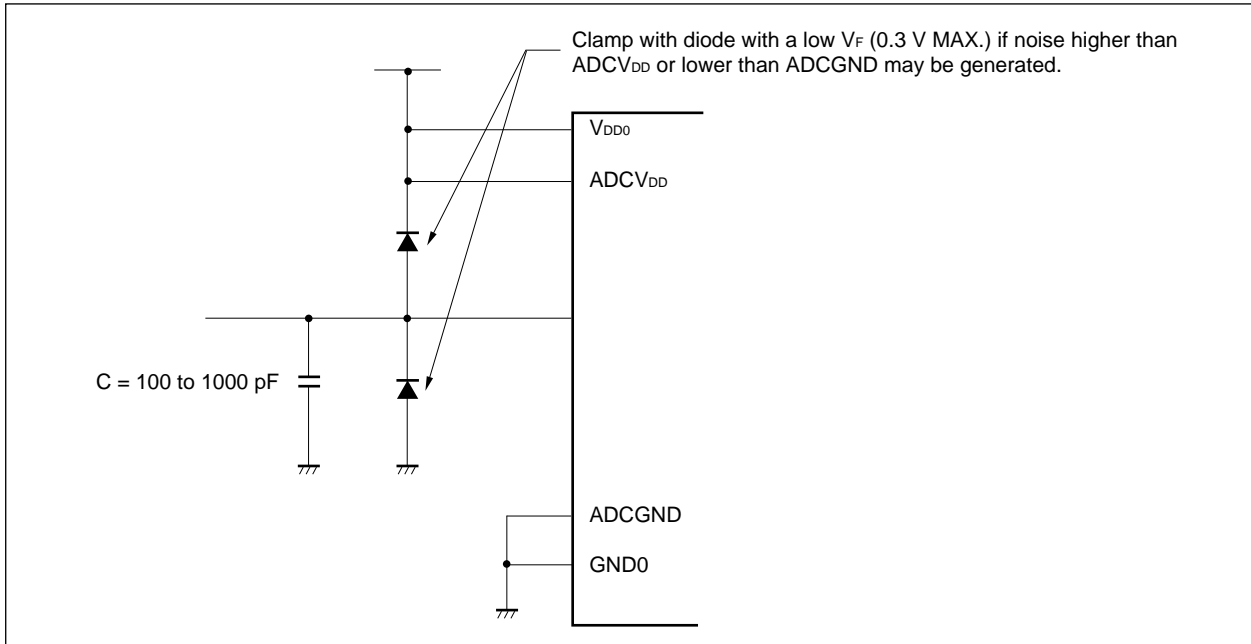 Clamp with diode with a low VF (0.3 V MAX.) if noise higher than
ADCVDD or lower than ADCGND may be generated.
VDD0
ADCVDD
C = 100 to 1000 pF
ADCGND
GND0